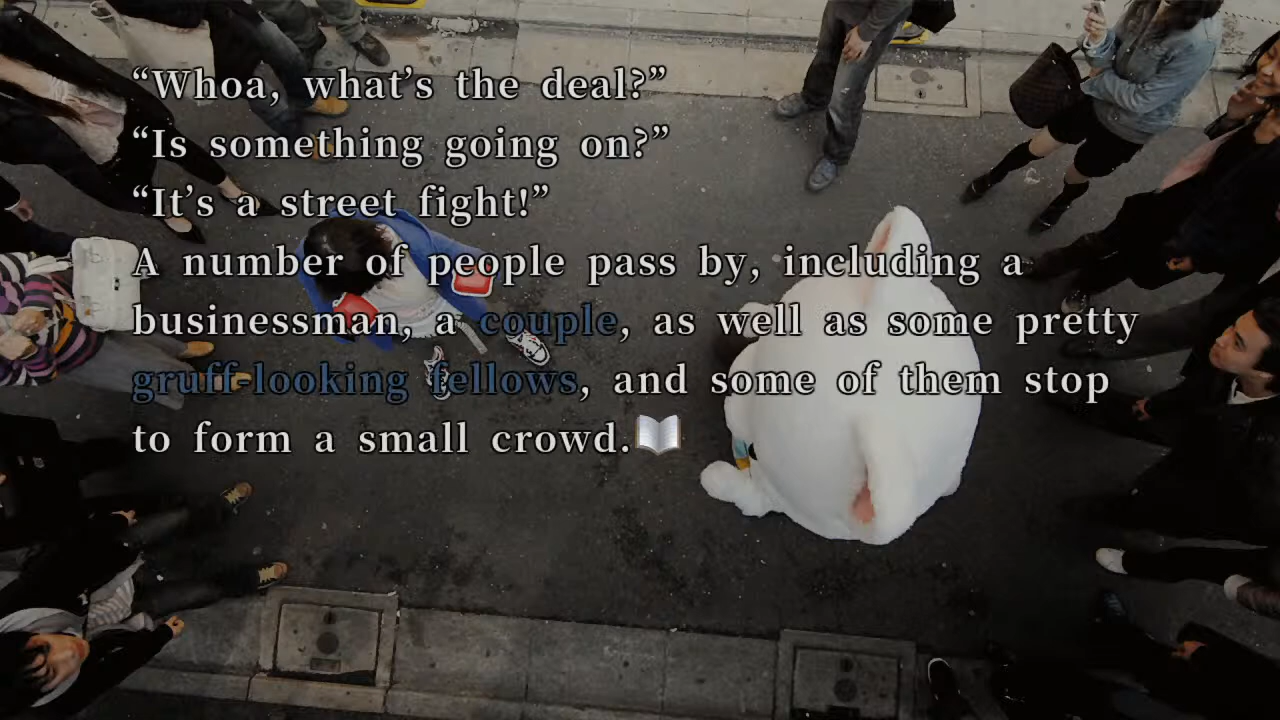 “Whoa, what’s the deal?”
“Is something going on?”
“It’s a street fight!”
A number of people pass by, including a
businessman, a couple, as well as some pretty
gruff-looking fellows, and some of them stop
to form a small crowd.